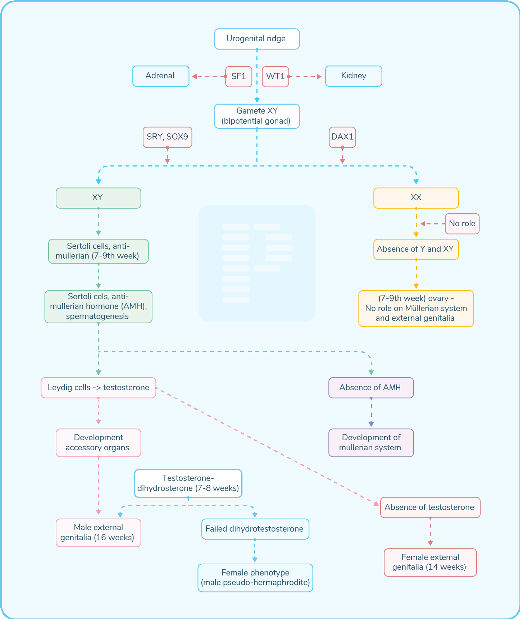 Urogenital ridge
Adrenal
SF1
WT1
Kidney
Gamete XY
(bipotential gonad)
SRY, SOX9
DAX1
XY
XX
No role
Sertoli cells, anti-
mullerian (7-9th week)
Absence of Y and XY
Sertoli cels, anti-
mullerian hormone (AMH),
spermatogenesis
(7-9th week) ovary -
No role on Müllerian system
and external genitalia
Leydig cells -> testosterone
Absence of AMH
Development
accessory organs
Development of
mullerian system
Testosterone-
dihydrosterone (7-8 weeks)
Absence of testosterone
Male external
genitalia (16 weeks)
Failed dihydrotestosterone
Female external
genitalia (14 weeks)
Female phenotype
(male pseudo-hermaphrodite)